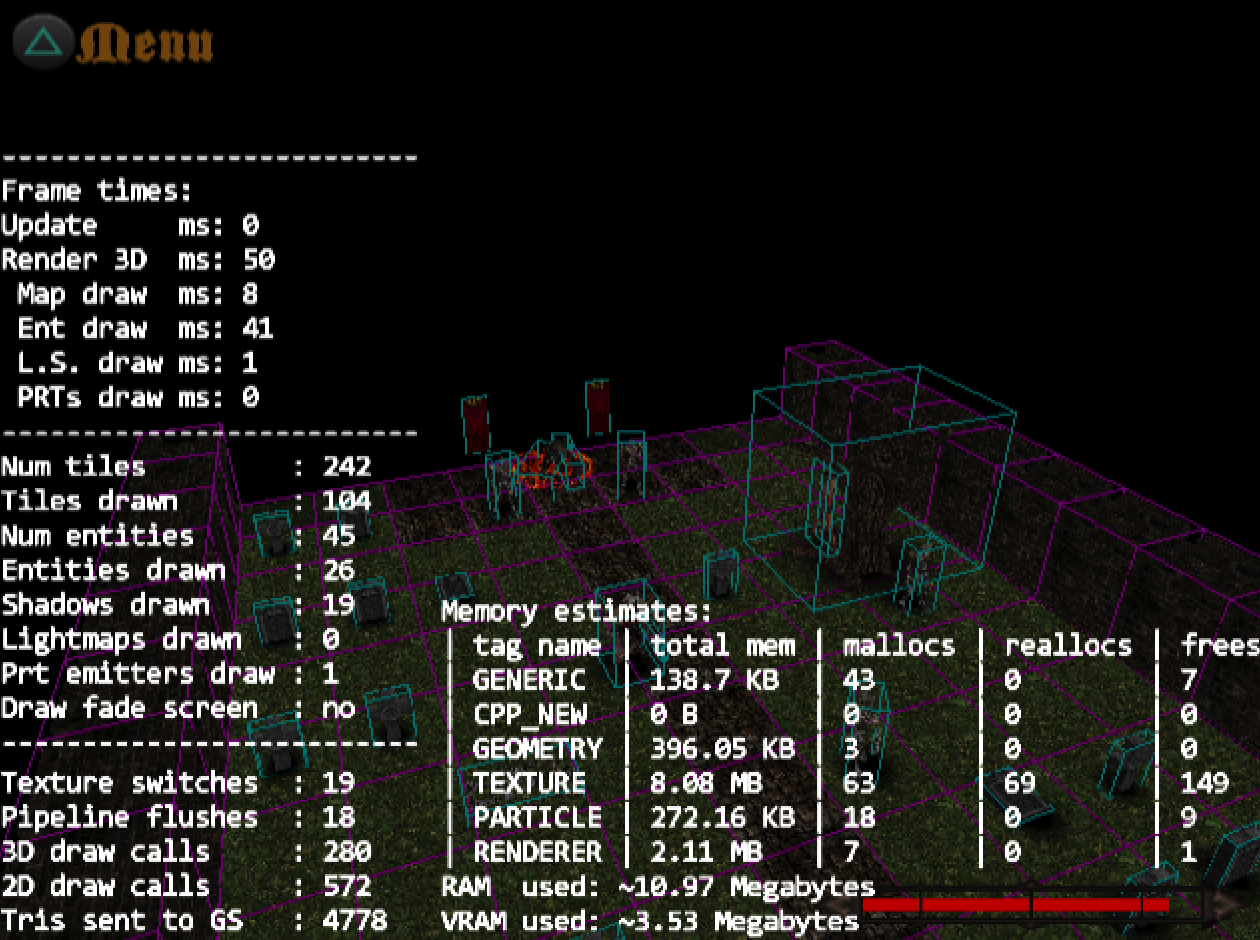 Menu
--------------------------
Frame times:
Update ms: 0
Render 3D ms: 50
Map draw ms: 8
Ent draw ms: 41
L.S. draw ms: 1
PRTs draw ms: 0
--------------------------
Num tiles : 242
Tiles drawn : 104
Num entities : 45
Entities drawn : 26
Shadows drawn : 19
Lightmaps drawn : 0
Prt emitters draw : 1
Draw fade screen : no
--------------------------
Texture switches : 19
Pipeline flushes : 18
3D draw calls : 280
2D draw calls : 572
Tris sent to GS : 4778
Memory estimates:
| tag name | total mem | mallocs | reallocs | frees
| GENERIC | 138.7 KB | 43 | 0 | 7
| CPP_NEW | 0 B | 0 | 0 | 0
| GEOMETRY | 396.05 KB | 3 | 0 | 0
| TEXTURE | 8.08 MB | 63 | 69 | 149
| PARTICLE | 272.16 KB | 18 | 0 | 9
| RENDERER | 2.11 MB | 7 | 0 | 1
RAM used: ~10.97 Megabytes
VRAM used: ~3.53 Megabytes